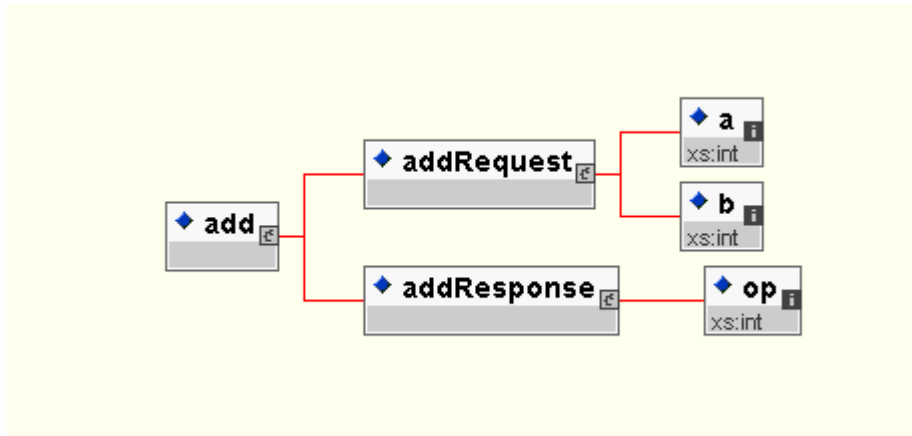 add
addRequest
a
xs:int
b
xs:int
addResponse
op
xs:int